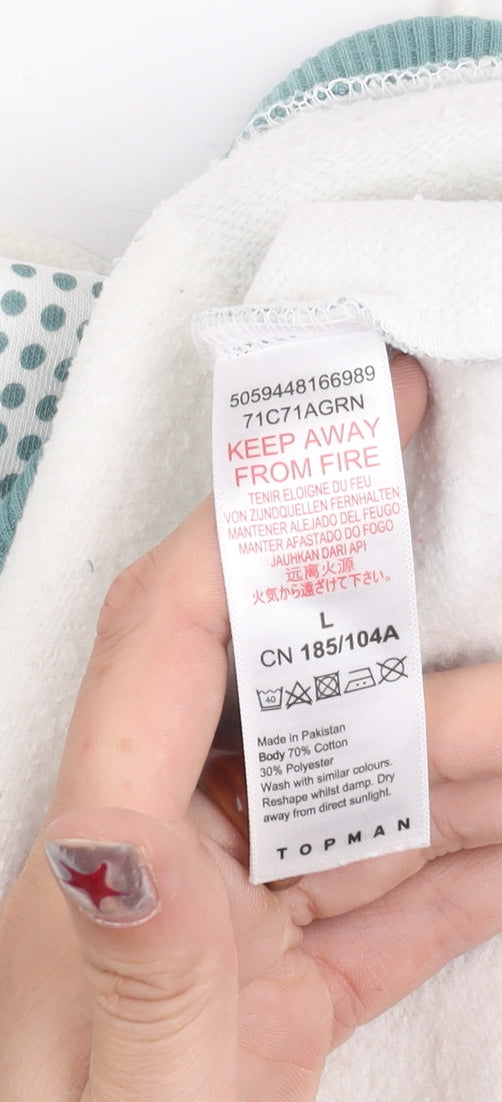 5059448166989
71C71AGRN
KEEP AWAY
FROM FIRE
TENIR ELOIGNE DU FEU
VON ZUNDQUELLEN FERNHALTEN
MANTENER ALEJADO DEL FEUGO
MANTER AFASTADO DO FOGO
JAUHKAN DARI API
远离火源
火気から遠ざけて下さい。
L
CN 185/104A
40
Made in Pakistan
Body 70% Cotton
30% Polyester
Wash with similar colours.
Reshape whilst damp. Dry
away from direct sunlight.
TOPMAN